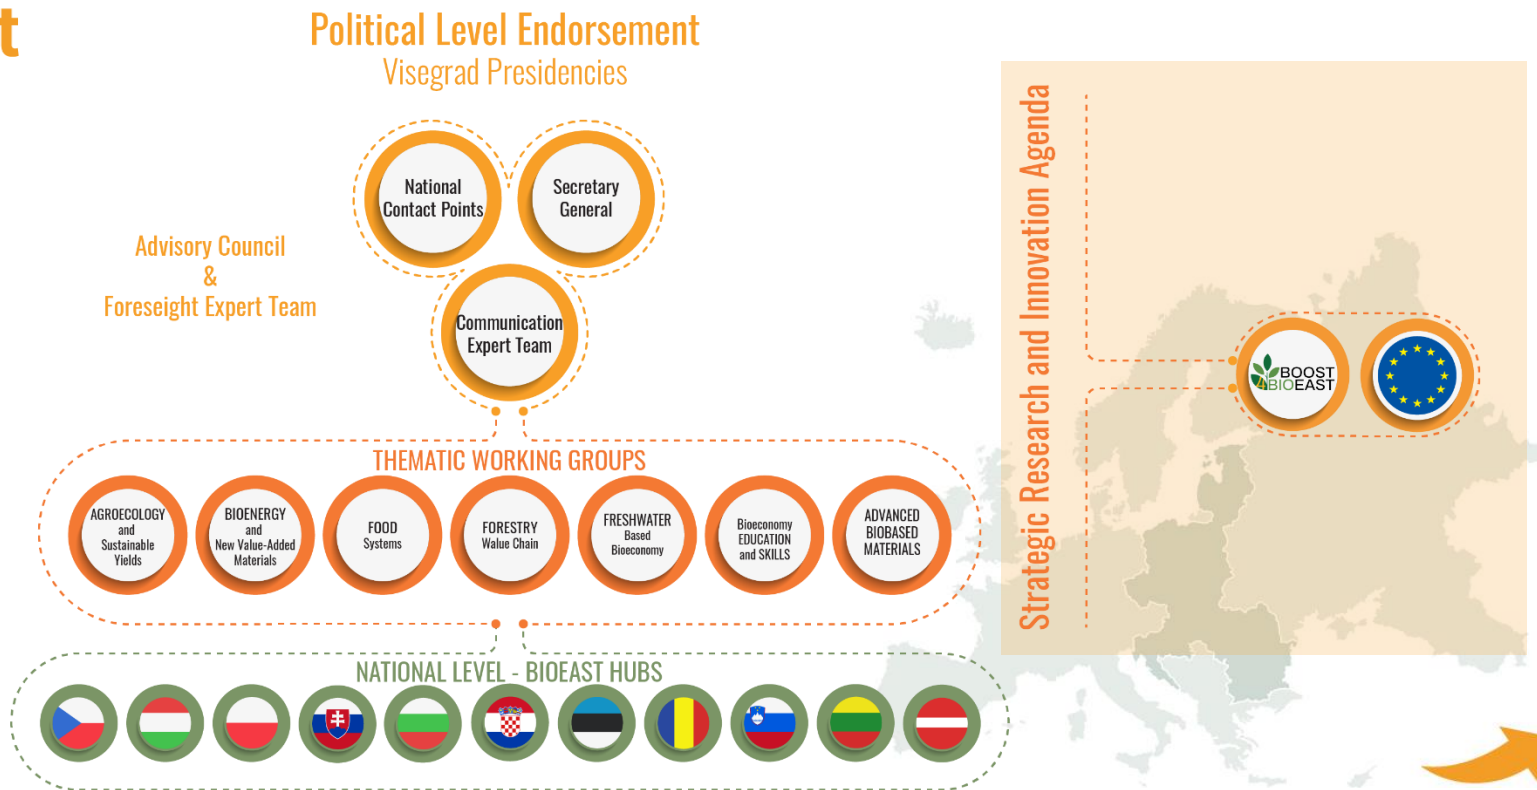 t
Political Level Endorsement
Visegrad Presidencies
National
Contact Points
Secretary
General
Advisory Council
&
Foreseight Expert Team
Communication
Expert Team
THEMATIC WORKING GROUPS
AGROECOLOGY
and
Sustainable
Yields
BIOENERGY
and
New Value-Added
Materials
FOOD
Systems
FORESTRY
Walue Chain
FRESHWATER
Based
Bioeconomy
Bioeconomy
EDUCATION
and SKILLS
ADVANCED
BIOBASED
MATERIALS
NATIONAL LEVEL - BIOEAST HUBS
Strategic Research and Innovation Agenda
BOOST
4BIOEAST